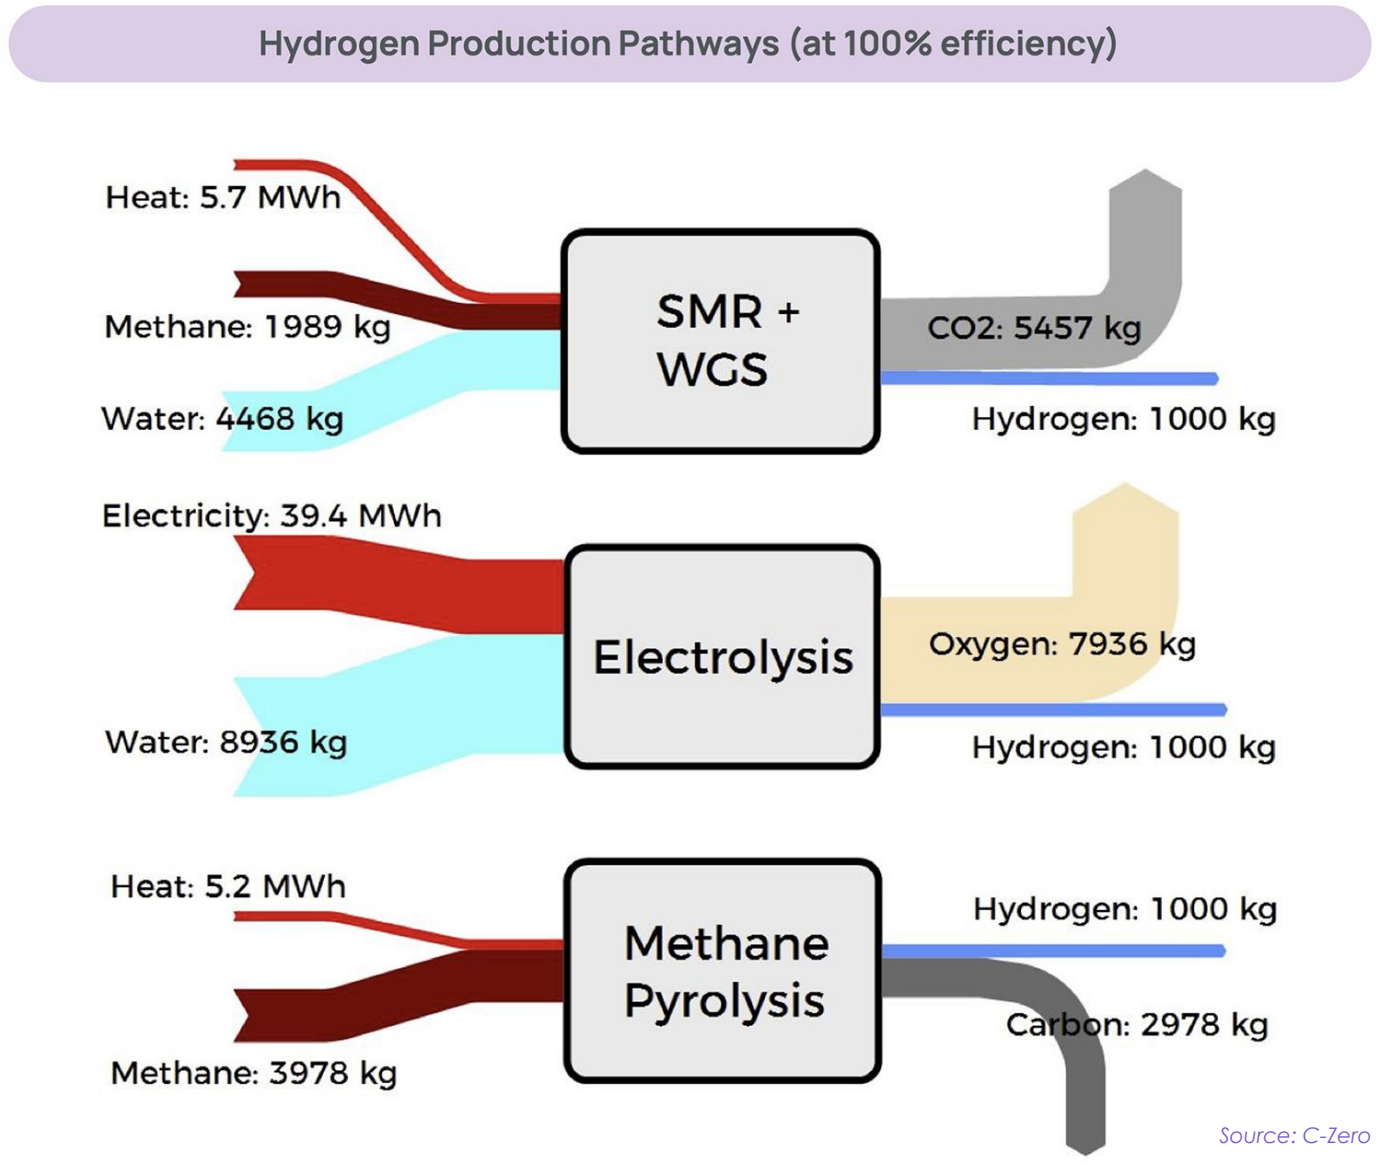 Hydrogen Production Pathways (at 100% efficiency)
Heat: 5.7 MWh
Methane: 1989 kg
Water: 4468 kg
SMR +
WGS
CO2: 5457 kg
Hydrogen: 1000 kg
Electricity: 39.4 MWh
Water: 8936 kg
Electrolysis
Oxygen: 7936 kg
Hydrogen: 1000 kg
Heat: 5.2 MWh
Methane: 3978 kg
Methane
Pyrolysis
Hydrogen: 1000 kg
Carbon: 2978 kg
Source: C-Zero